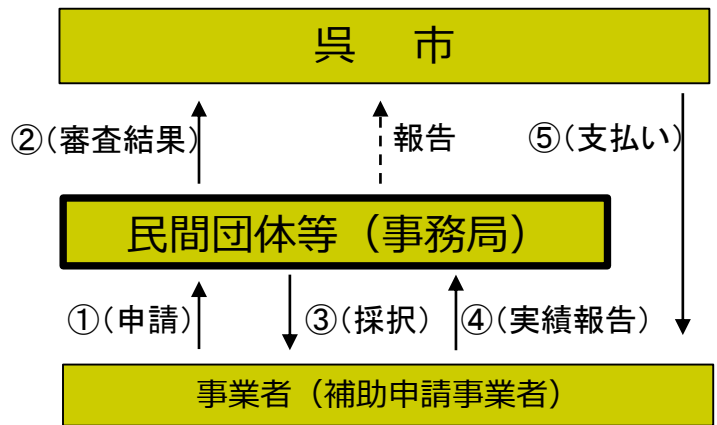 呉　市
②(審査結果)
報告
⑤(支払い)
民間団体等（事務局）
①(申請)
③(採択)
④(実績報告)
事業者（補助申請事業者）